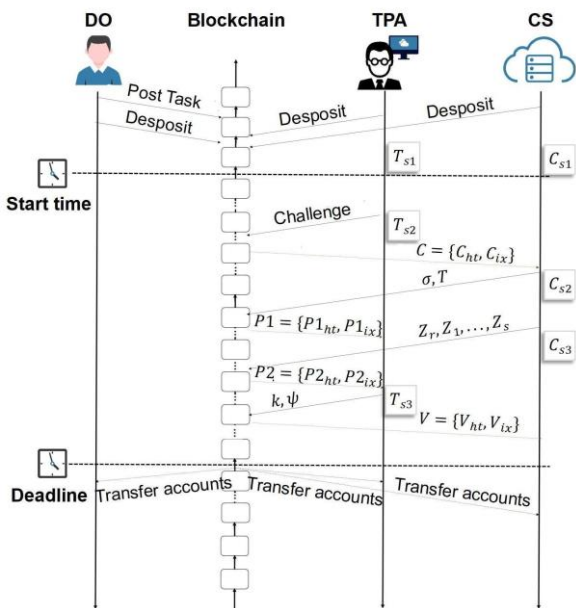 DO Blockchain TPA CS
Post Task
Desposit Desposit Desposit
T_{s1} C_{s1}
Start time
Challenge T_{s2}
C = {C_{ht}, C_{ix}}
σ, T C_{s2}
P1 = {P1_{ht}, P1_{ix}} Z_r, Z_1, ..., Z_s
C_{s3}
P2 = {P2_{ht}, P2_{ix}}
k, ψ T_{s3}
V = {V_{ht}, V_{ix}}
Deadline
Transfer accounts Transfer accounts Transfer accounts